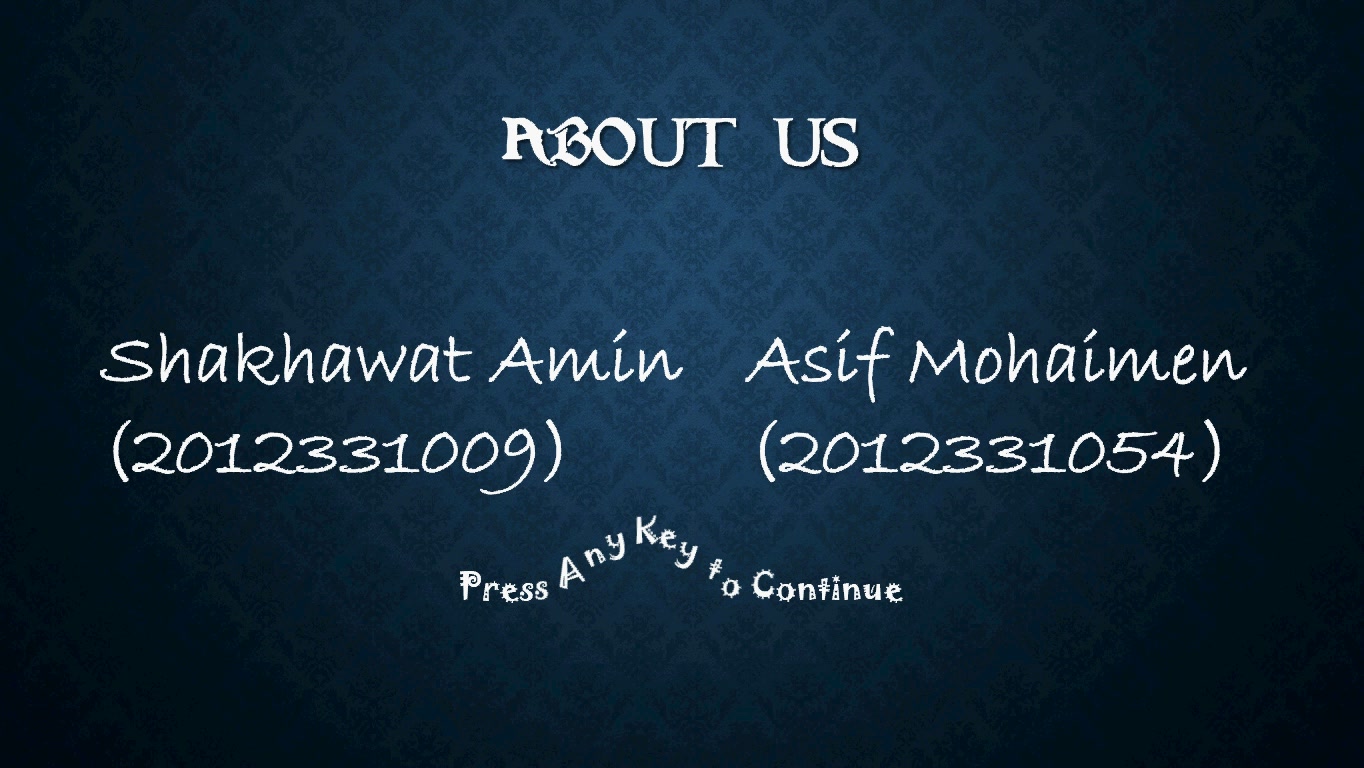 ABOUT US
Shakhawat Amin Asif Mohaimen
(2012331009) (2012331054)
Press Any Key to Continue